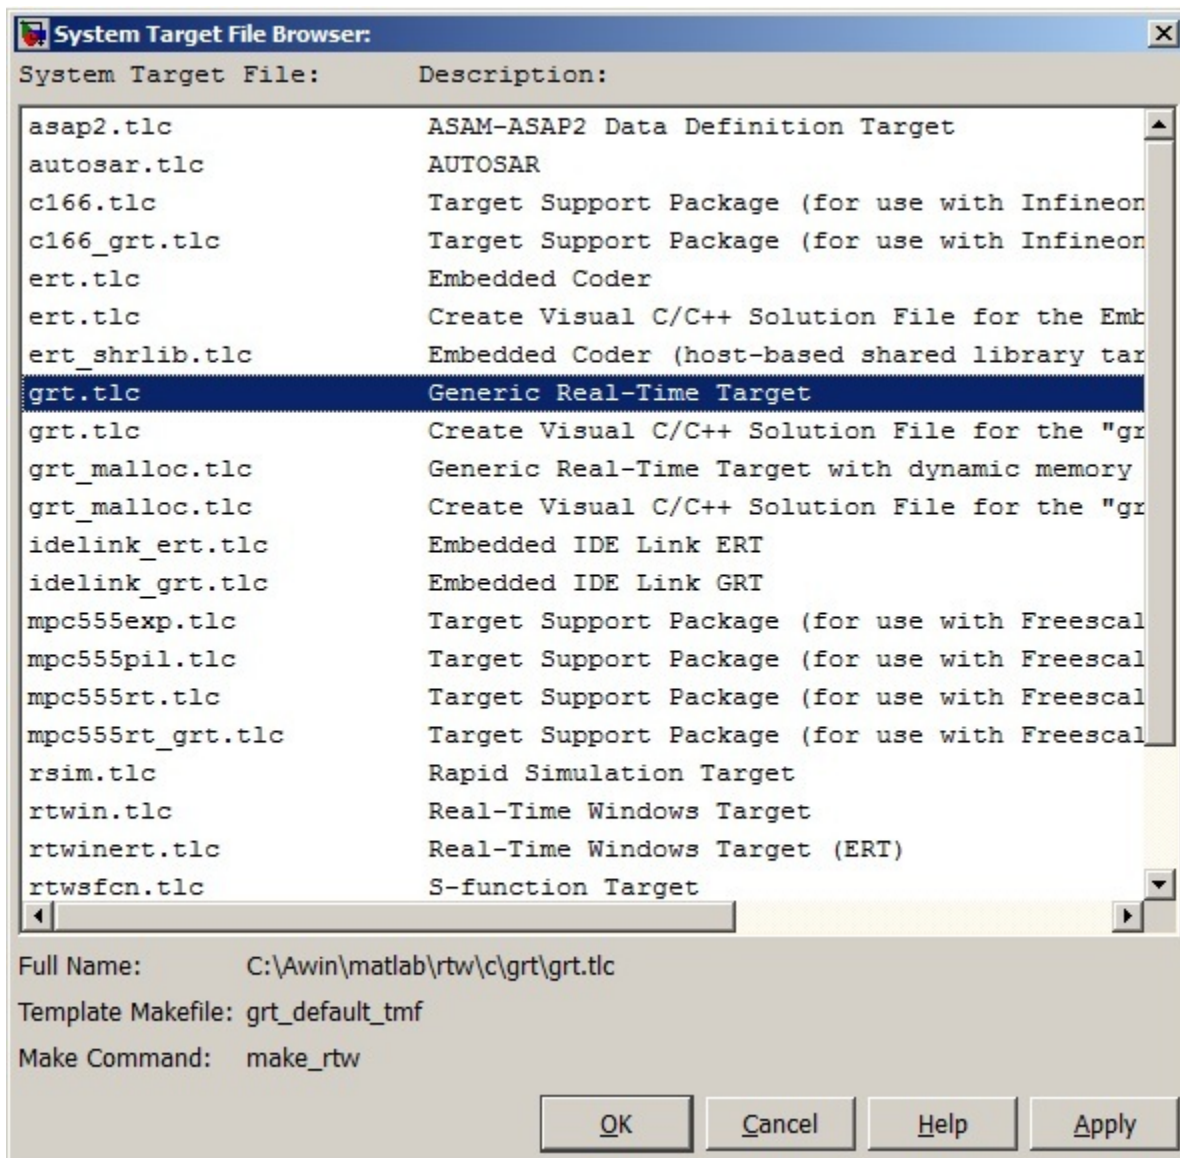 System Target File Browser:
System Target File: Description:
asap2.tlc ASAM-ASAP2 Data Definition Target
autosar.tlc AUTOSAR
c166.tlc Target Support Package (for use with Infineon
c166_grt.tlc Target Support Package (for use with Infineon
ert.tlc Embedded Coder
ert.tlc Create Visual C/C++ Solution File for the Emb
ert_shrlib.tlc Embedded Coder (host-based shared library tar
grt.tlc Generic Real-Time Target
grt.tlc Create Visual C/C++ Solution File for the "gr
grt_malloc.tlc Generic Real-Time Target with dynamic memory
grt_malloc.tlc Create Visual C/C++ Solution File for the "gr
idelink_ert.tlc Embedded IDE Link ERT
idelink_grt.tlc Embedded IDE Link GRT
mpc555exp.tlc Target Support Package (for use with Freescal
mpc555pil.tlc Target Support Package (for use with Freescal
mpc555rt.tlc Target Support Package (for use with Freescal
mpc555rt_grt.tlc Target Support Package (for use with Freescal
rsim.tlc Rapid Simulation Target
rtwin.tlc Real-Time Windows Target
rtwinert.tlc Real-Time Windows Target (ERT)
rtwsfcn.tlc S-function Target
Full Name: C:\Awin\matlab\rtw\c\grt\grt.tlc
Template Makefile: grt_default_tmf
Make Command: make_rtw
OK Cancel Help Apply